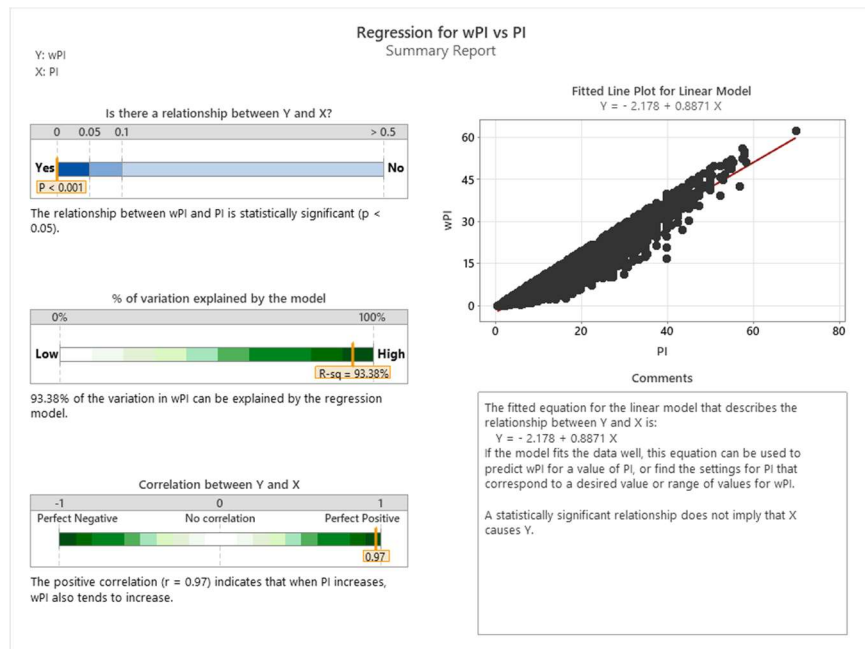 Regression for wPI vs PI
Summary Report
Y: wPI
X: PI
Is there a relationship between Y and X?
0 0.05 0.1 > 0.5
Yes No
P < 0.001
The relationship between wPI and PI is statistically significant (p <
0.05).
% of variation explained by the model
0% 100%
Low High
R-sq = 93.38%
93.38% of the variation in wPI can be explained by the regression
model.
Correlation between Y and X
-1 0 1
Perfect Negative No correlation Perfect Positive
0.97
The positive correlation (r = 0.97) indicates that when PI increases,
wPI also tends to increase.
Fitted Line Plot for Linear Model
Y = - 2.178 + 0.8871 X
60
45
30
15
0
wPI
0 20 40 60 80
PI
Comments
The fitted equation for the linear model that describes the
relationship between Y and X is:
Y = - 2.178 + 0.8871 X
If the model fits the data well, this equation can be used to
predict wPI for a value of PI, or find the settings for PI that
correspond to a desired value or range of values for wPI.
A statistically significant relationship does not imply that X
causes Y.